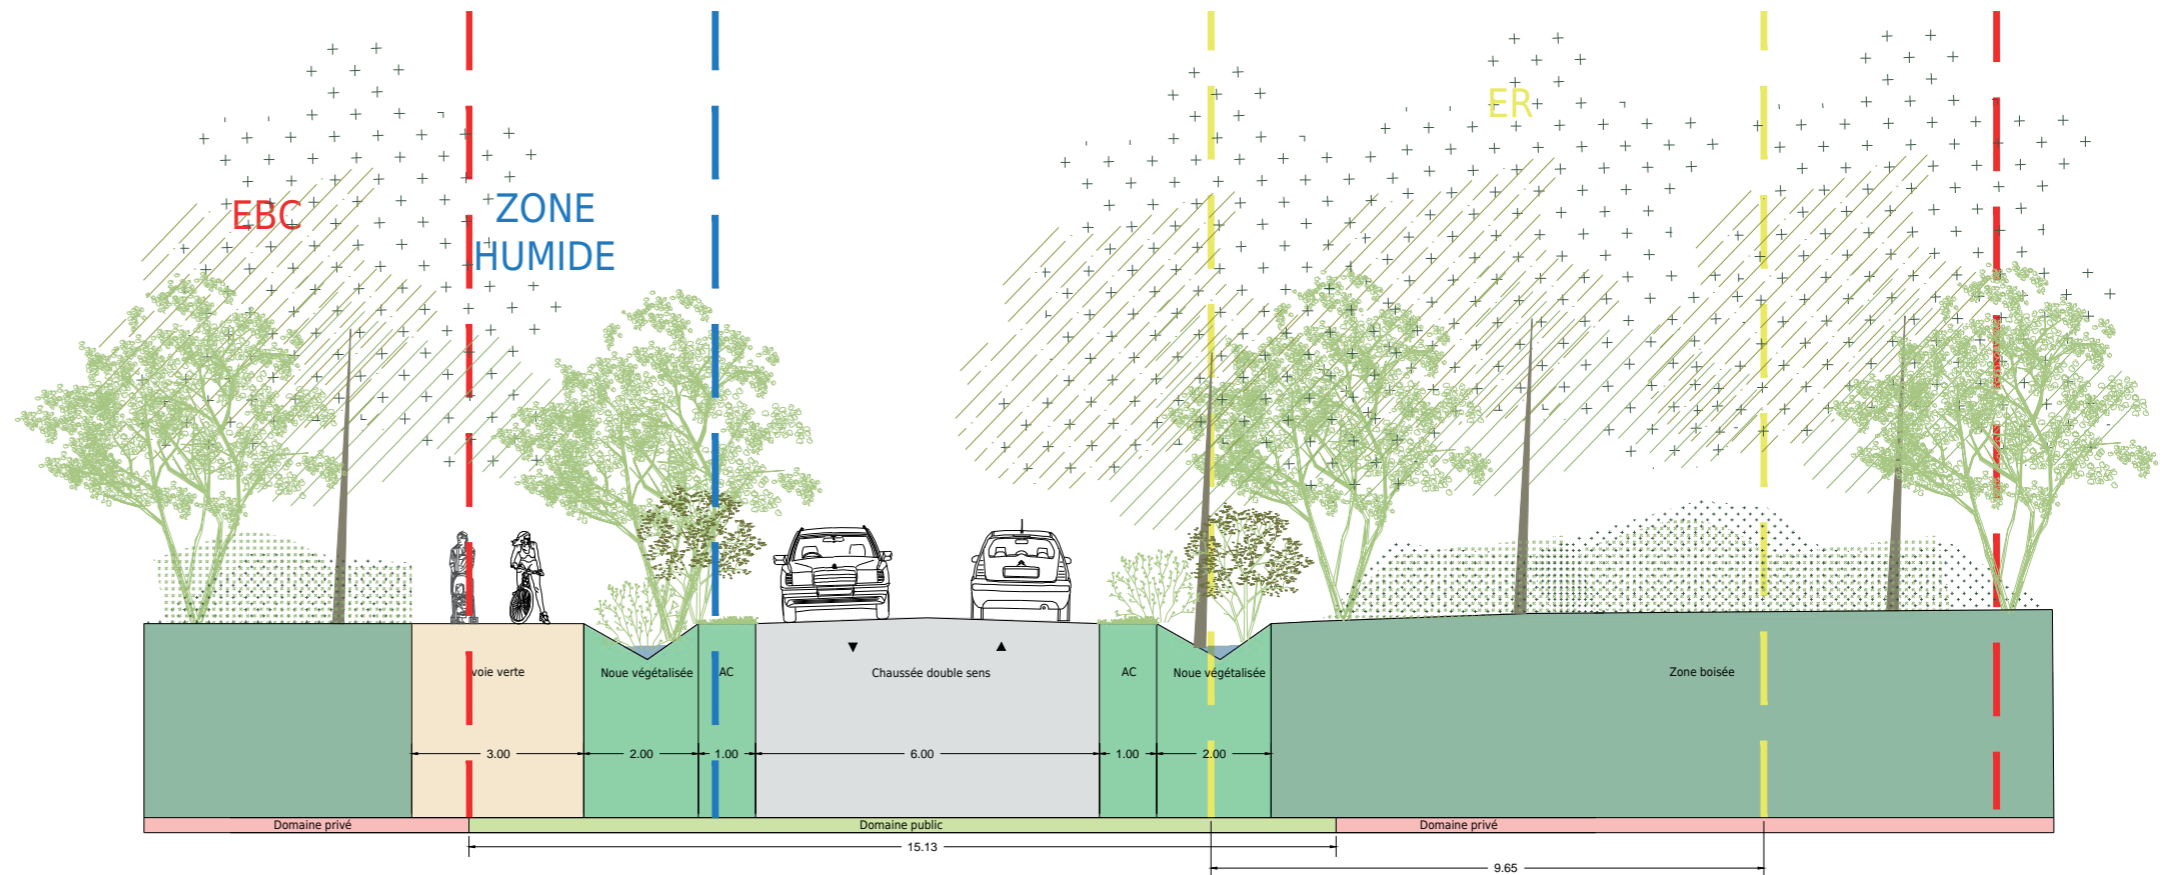 ER
EBC
ZONE
HUMIDE
voie verte
Noue végétalisée
AC
Chaussée double sens
AC
Noue végétalisée
Zone boisée
3.00
2.00
1.00
6.00
1.00
2.00
Domaine privé
Domaine public
Domaine privé
15.13
9.65